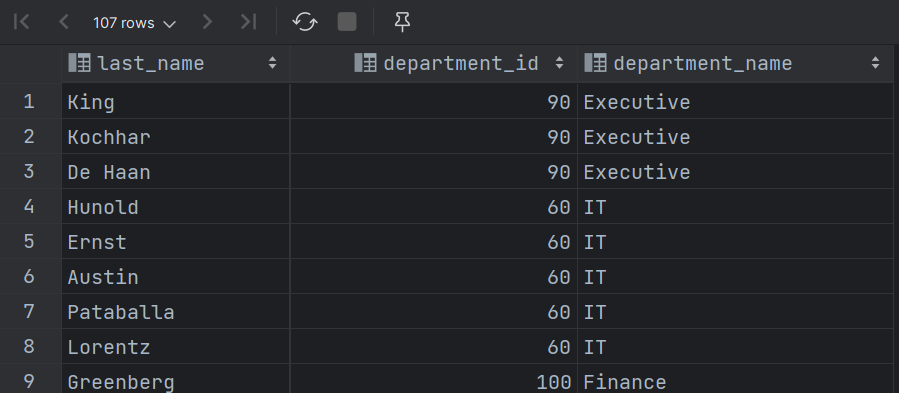 107 rows
last_name department_id department_name
1 King 90 Executive
2 Kochhar 90 Executive
3 De Haan 90 Executive
4 Hunold 60 IT
5 Ernst 60 IT
6 Austin 60 IT
7 Pataballa 60 IT
8 Lorentz 60 IT
9 Greenberg 100 Finance